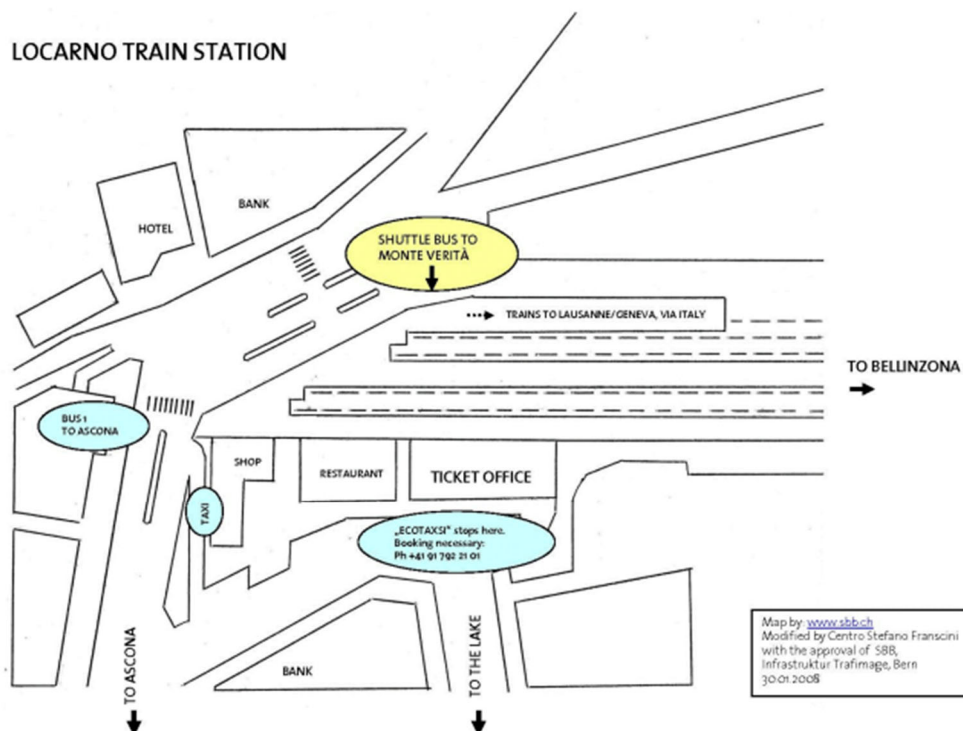 LOCARNO TRAIN STATION
BANK
HOTEL
SHUTTLE BUS TO
MONTE VERITÀ
TRAINS TO LAUSANNE/GENEVA, VIA ITALY
TO BELLINZONA
BUS 1
TO ASCONA
SHOP
RESTAURANT
TICKET OFFICE
TAXI
„ECOTAXSI“ stops here.
Booking necessary:
Ph +41 91 792 21 01
TO ASCONA
BANK
TO THE LAKE
Map by: www.sbb.ch
Modified by Centro Stefano Franscini
with the approval of SBB,
Infrastruktur Trafimage, Bern
30.01.2008